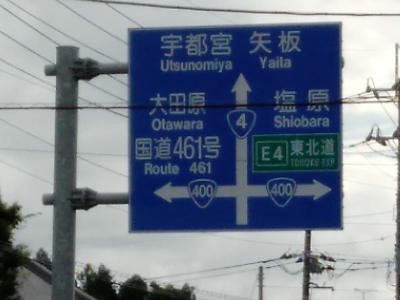 宇都宮 矢板
Utsunomiya Yaita
大田原
Otawara
塩原
Shiobara
4
国道461号
Route 461
E4 東北道
TOHOKU EXP
400
400